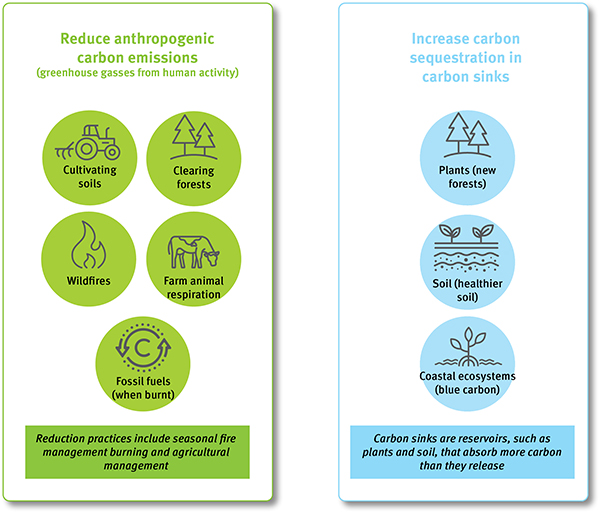 Reduce anthropogenic
carbon emissions
(greenhouse gasses from human activity)
Cultivating
soils
Clearing
forests
Wildfires
Farm animal
respiration
C
Fossil fuels
(when burnt)
Reduction practices include seasonal fire
management burning and agricultural
management
Increase carbon
sequestration in
carbon sinks
Plants (new
forests)
Soil (healthier
soil)
Coastal ecosystems
(blue carbon)
Carbon sinks are reservoirs, such as
plants and soil, that absorb more carbon
than they release